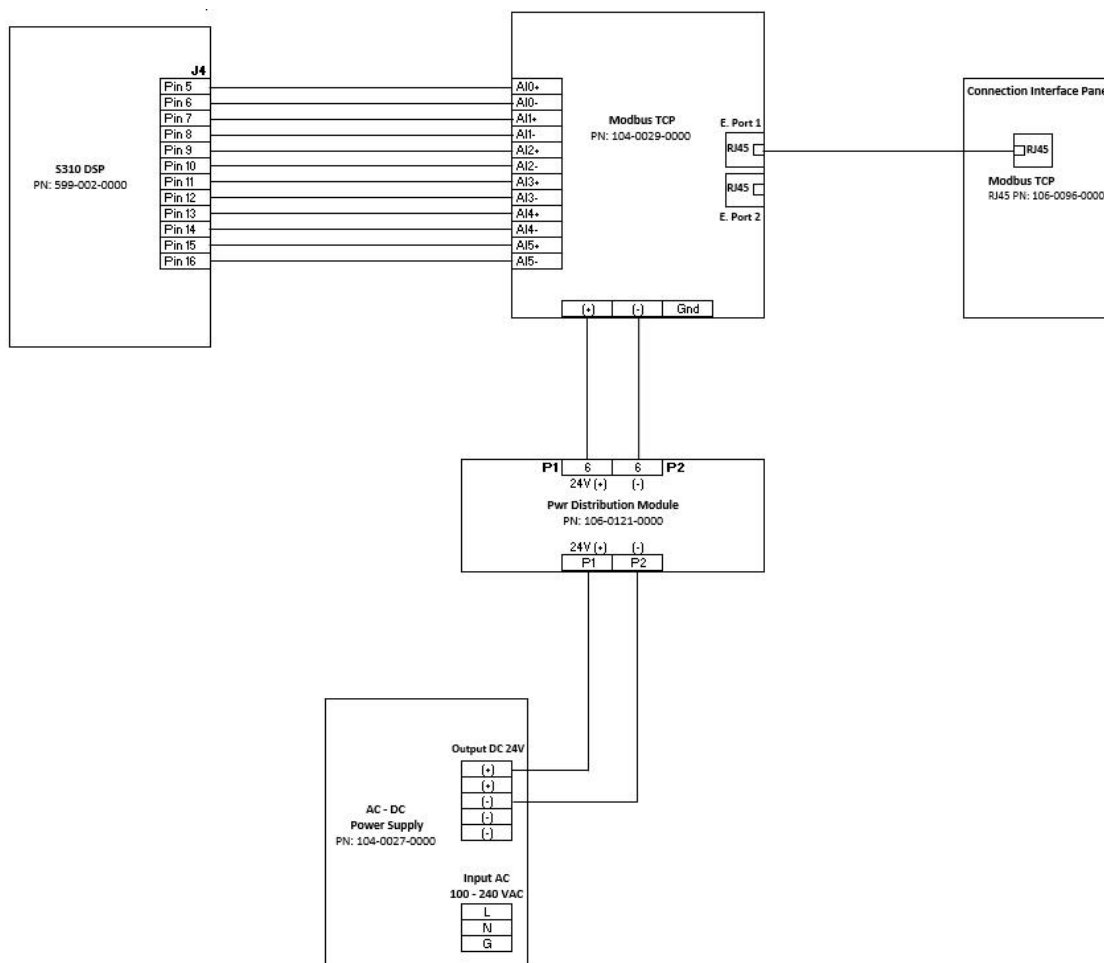 J4
Pin 5
Pin 6
Pin 7
Pin 8
Pin 9
Pin 10
Pin 11
Pin 12
Pin 13
Pin 14
Pin 15
Pin 16
S310 DSP
PN: 599-002-0000
AI0+
AI0-
AI1+
AI1-
AI2+
AI2-
AI3+
AI3-
AI4+
AI4-
AI5+
AI5-
Modbus TCP
PN: 104-0029-0000
E. Port 1
RJ45
RJ45
E. Port 2
(+) (-) Gnd
Connection Interface Pane
RJ45
Modbus TCP
RJ45 PN: 106-0096-0000
P1 6 6 P2
24V (+) (-)
Pwr Distribution Module
PN: 106-0121-0000
24V (+) (-)
P1 P2
Output DC 24V
(+)
(+)
(-)
(-)
(-)
AC - DC
Power Supply
PN: 104-0027-0000
Input AC
100 - 240 VAC
L
N
G